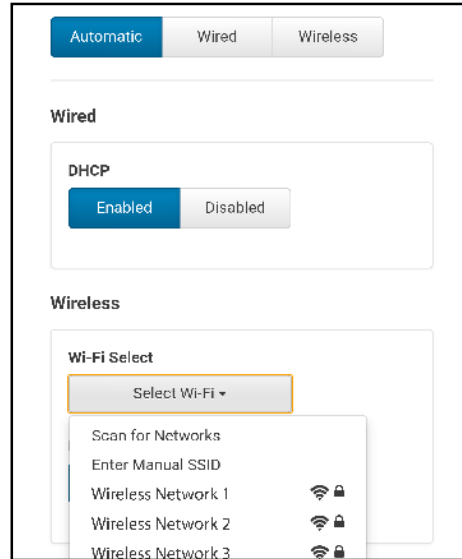 Automatic Wired Wireless
Wired
DHCP
Enabled Disabled
Wireless
Wi-Fi Select
Select Wi-Fi
Scan for Networks
Enter Manual SSID
Wireless Network 1
Wireless Network 2
Wireless Network 3